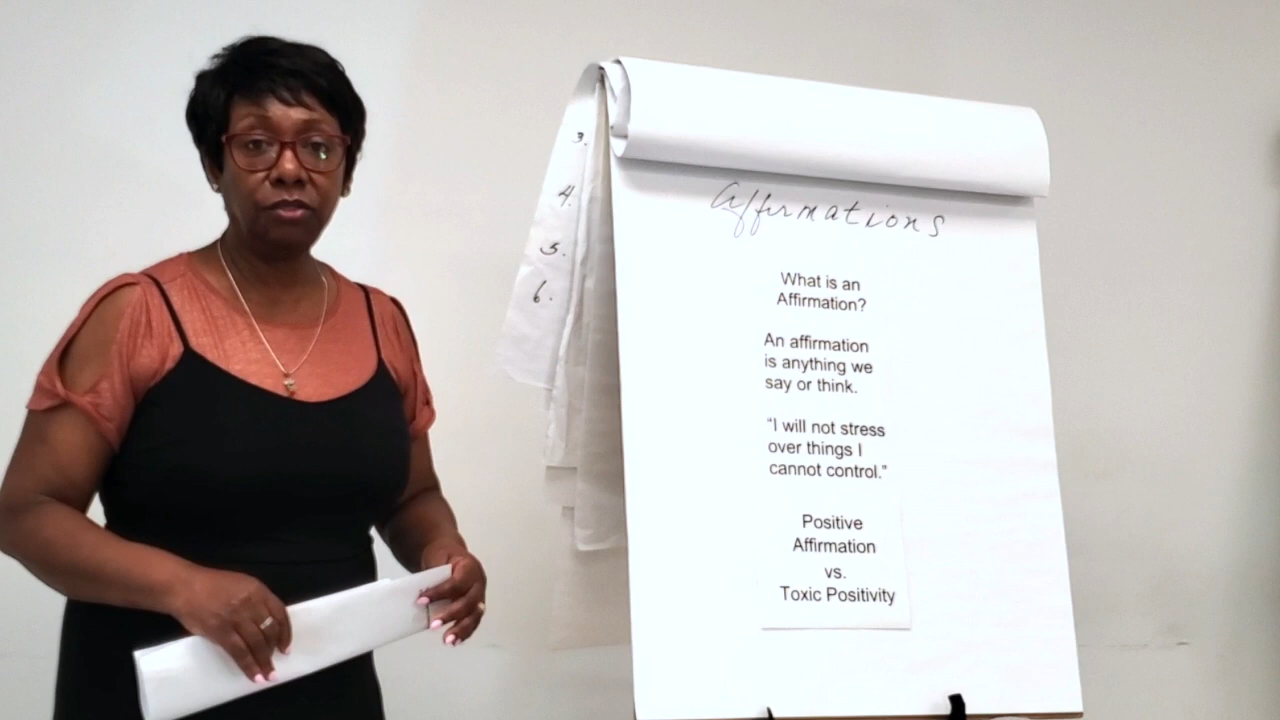 3.
4.
5.
6.
Affirmations
What is an
Affirmation?
An affirmation
is anything we
say or think.
"I will not stress
over things I
cannot control."
Positive
Affirmation
vs.
Toxic Positivity